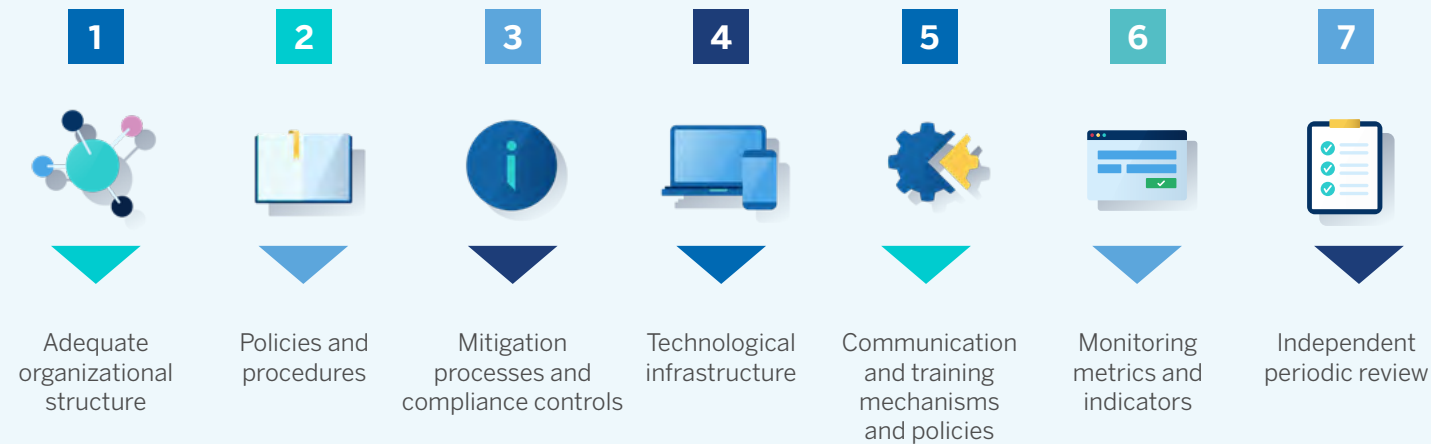 1
2
3
4
5
6
7
Adequate
organizational
structure
Policies and
procedures
Mitigation
processes and
compliance controls
Technological
infrastructure
Communication
and training
mechanisms
and policies
Monitoring
metrics and
indicators
Independent
periodic review